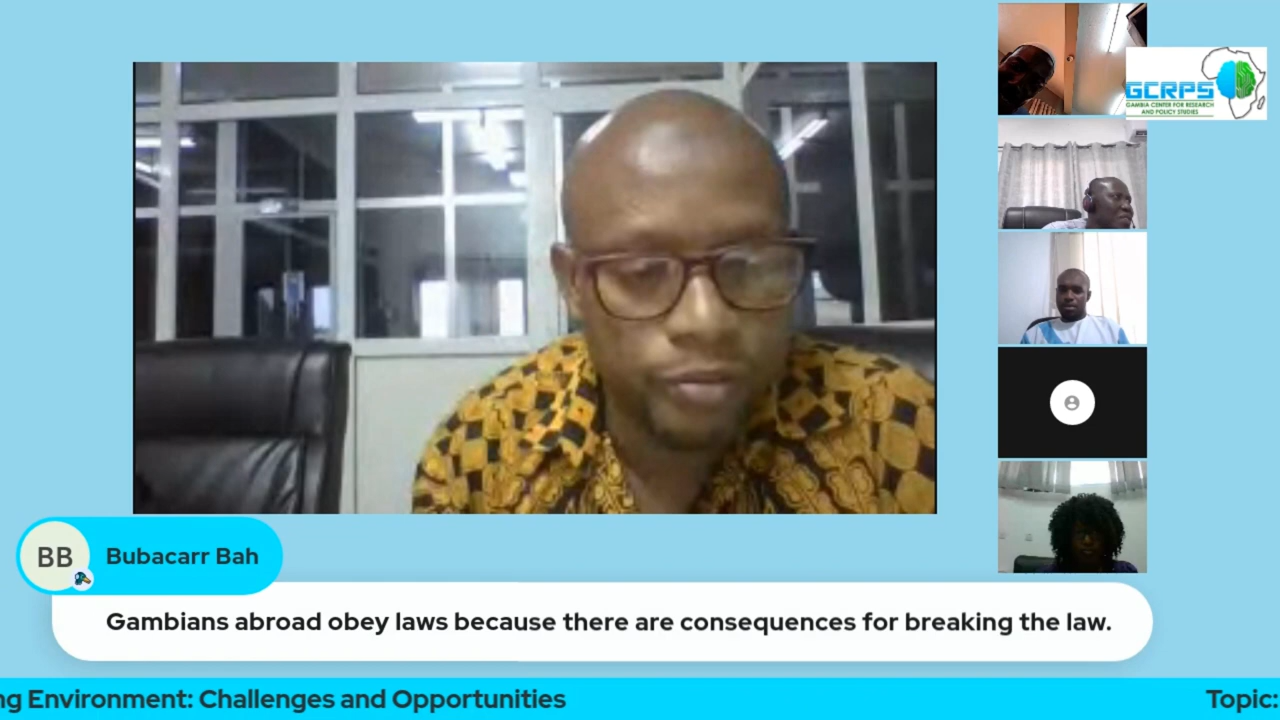 GCRPS
GAMBIA CENTER FOR RESEARCH
AND POLICY STUDIES
BB
Bubacarr Bah
Gambians abroad obey laws because there are consequences for breaking the law.
ng Environment: Challenges and Opportunities
Topic: